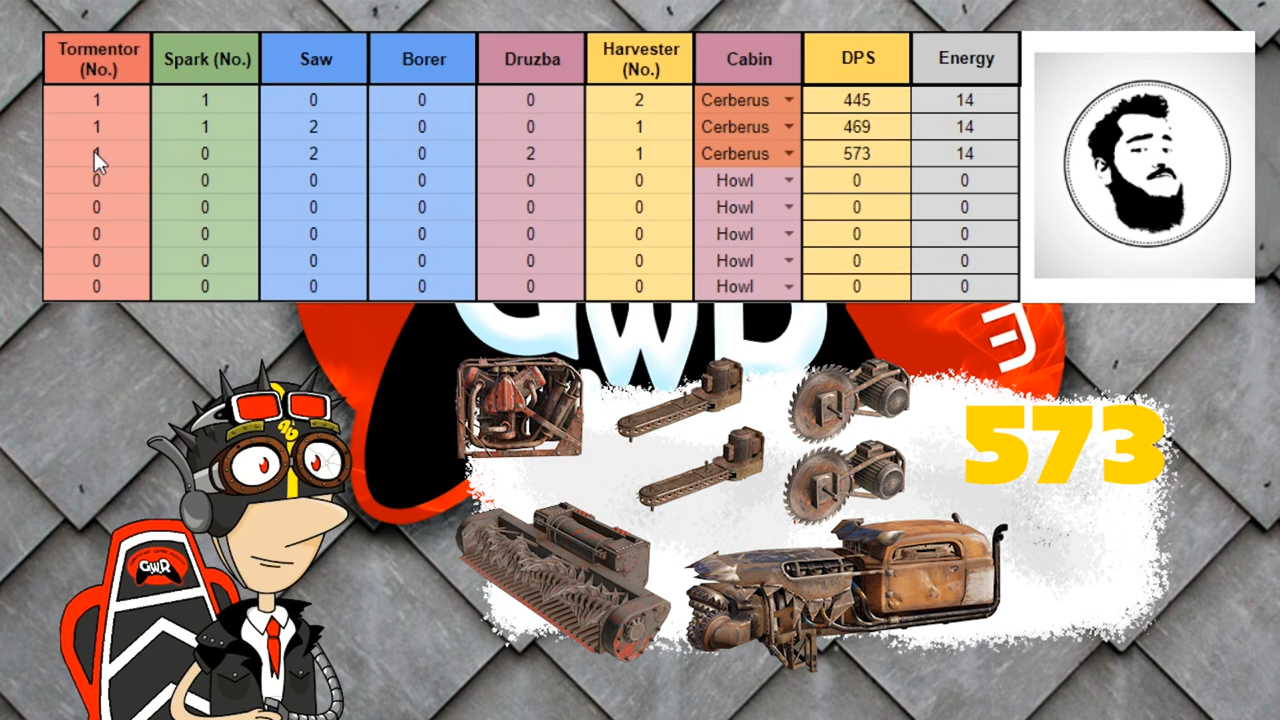 Tormentor (No.) Spark (No.) Saw Borer Druzba Harvester (No.) Cabin DPS Energy
1 1 0 0 0 2 Cerberus 445 14
1 1 2 0 0 1 Cerberus 469 14
1 0 2 0 2 1 Cerberus 573 14
0 0 0 0 0 0 Howl 0 0
0 0 0 0 0 0 Howl 0 0
0 0 0 0 0 0 Howl 0 0
0 0 0 0 0 0 Howl 0 0
0 0 0 0 0 0 Howl 0 0
GWR
573
GWR